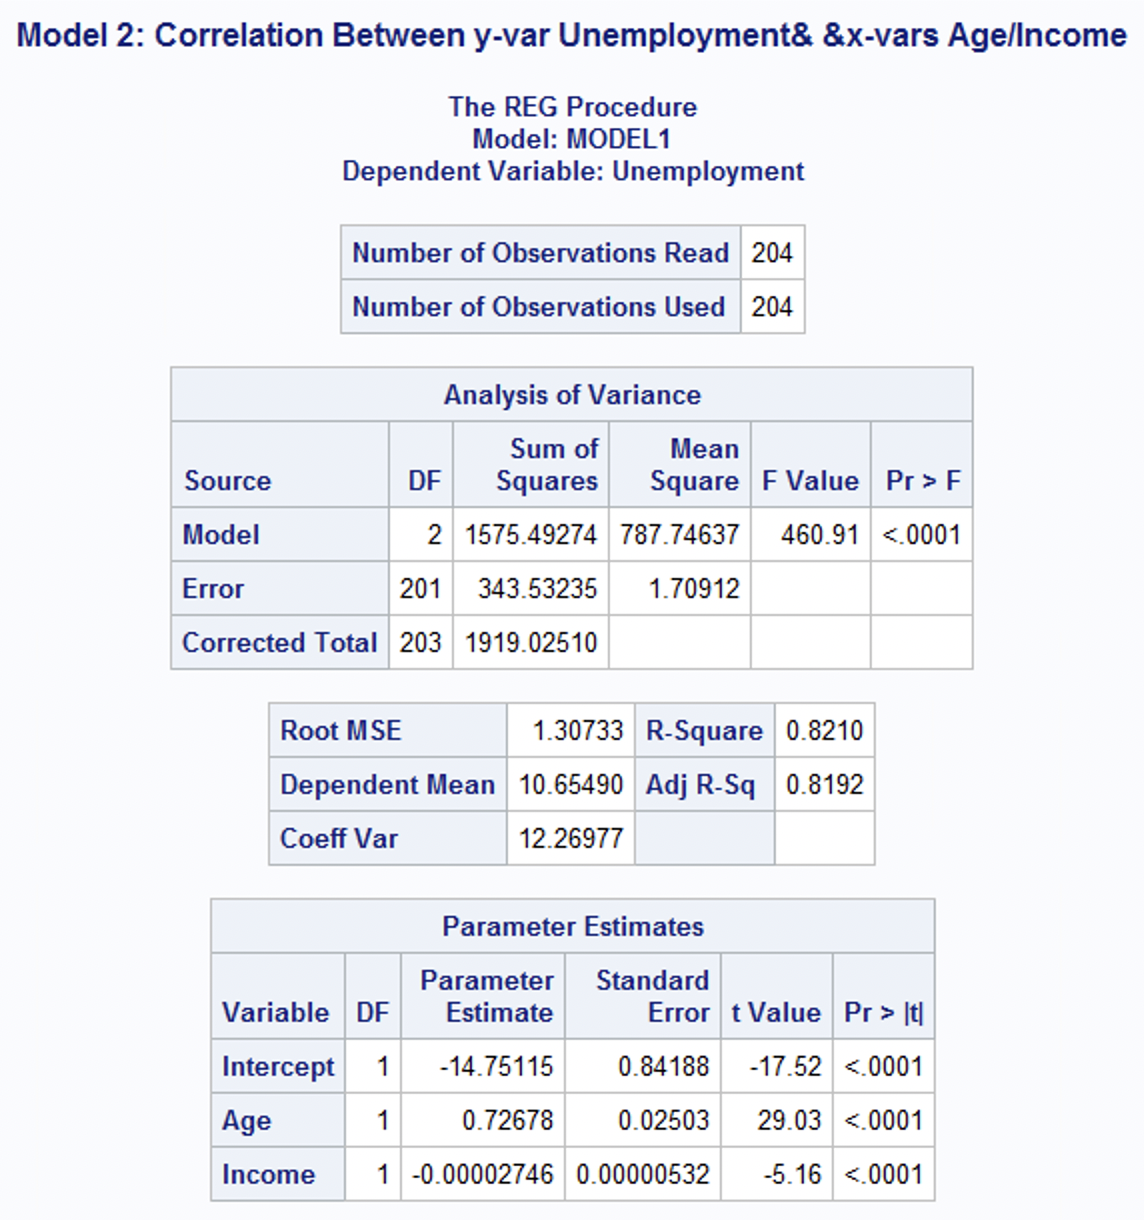 Model 2: Correlation Between y-var Unemployment& &x-vars Age/Income
The REG Procedure
Model: MODEL1
Dependent Variable: Unemployment
Number of Observations Read 204
Number of Observations Used 204
Analysis of Variance
Source DF Sum of Squares Mean Square F Value Pr > F
Model 2 1575.49274 787.74637 460.91 <.0001
Error 201 343.53235 1.70912
Corrected Total 203 1919.02510
Root MSE 1.30733 R-Square 0.8210
Dependent Mean 10.65490 Adj R-Sq 0.8192
Coeff Var 12.26977
Parameter Estimates
Variable DF Parameter Estimate Standard Error t Value Pr > |t|
Intercept 1 -14.75115 0.84188 -17.52 <.0001
Age 1 0.72678 0.02503 29.03 <.0001
Income 1 -0.00002746 0.00000532 -5.16 <.0001